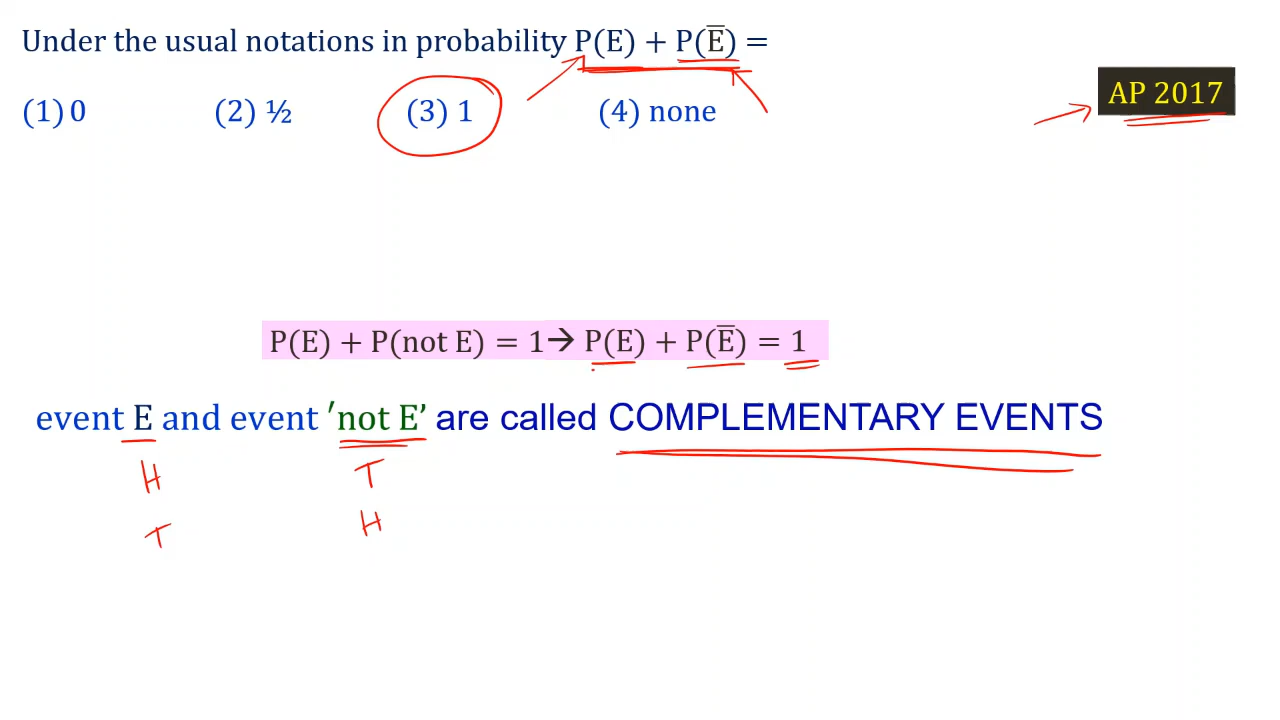 Under the usual notations in probability P(E) + P(E̅) =
AP 2017
(1) 0 (2) ½ (3) 1 (4) none
P(E) + P(not E) = 1→ P(E) + P(E̅) = 1
event E and event 'not E' are called COMPLEMENTARY EVENTS
H T
T H